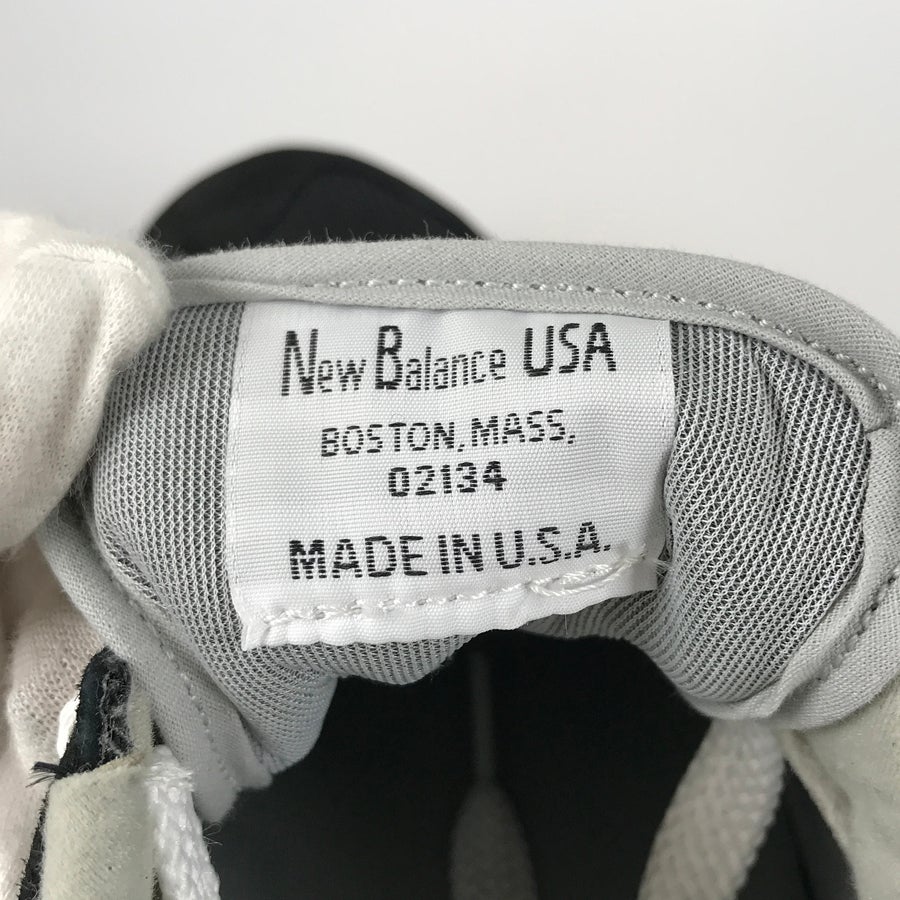 New Balance USA
BOSTON, MASS,
02134
MADE IN U.S.A.